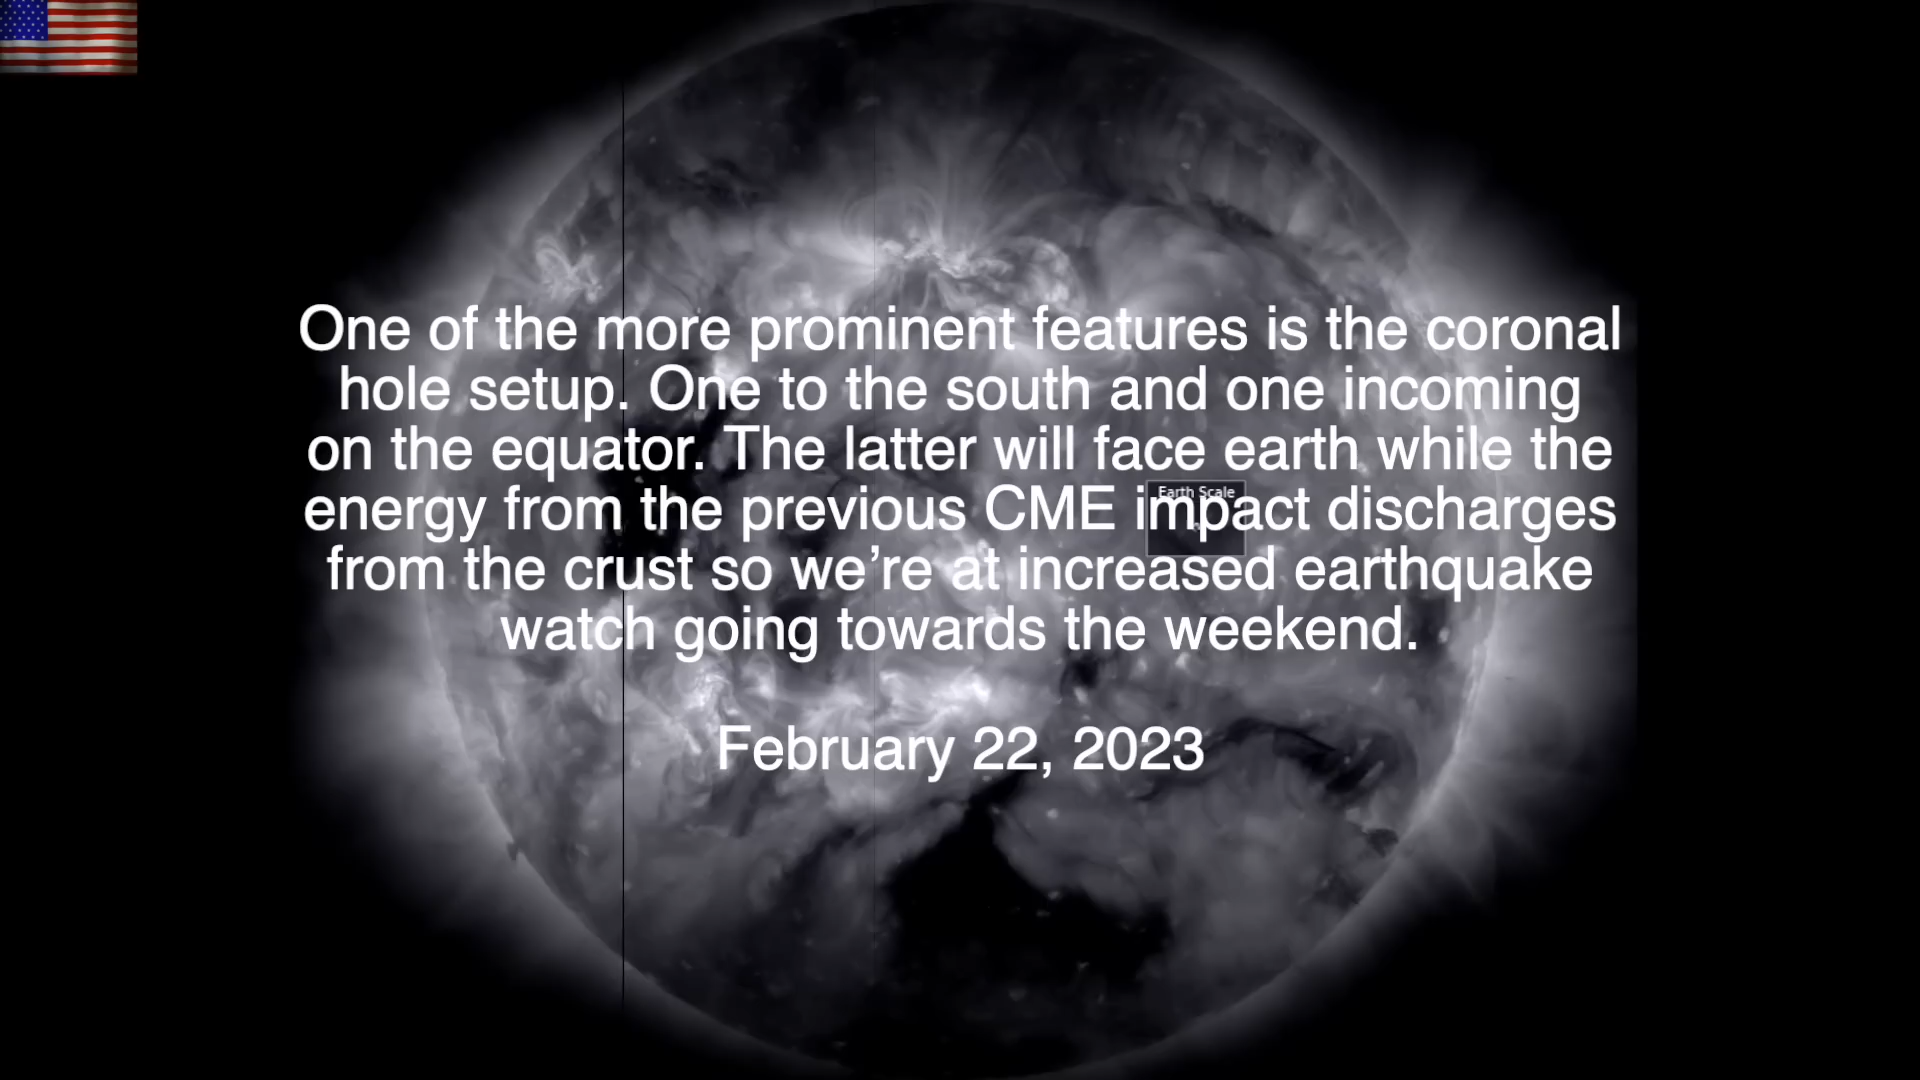 One of the more prominent features is the coronal
hole setup. One to the south and one incoming
on the equator. The latter will face earth while the
energy from the previous CME impact discharges
Earth Scale
from the crust so we’re at increased earthquake
watch going towards the weekend.
February 22, 2023